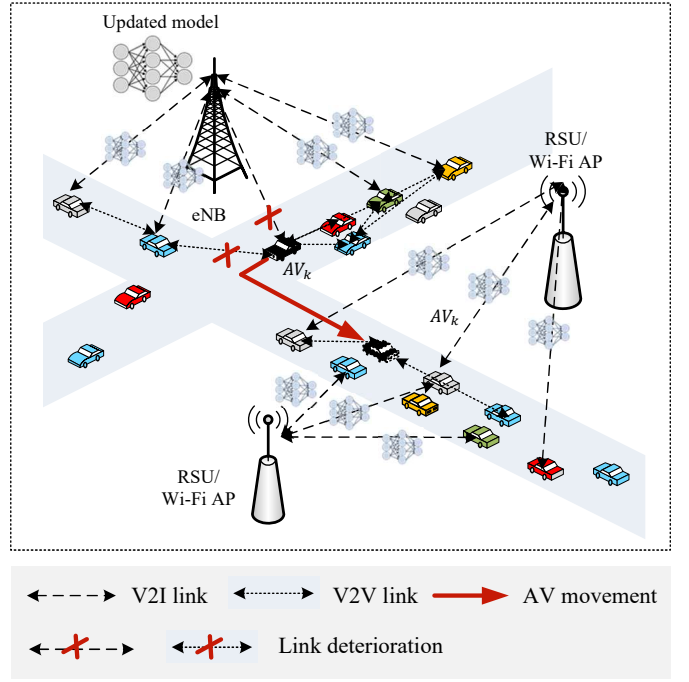 Updated model
RSU/
Wi-Fi AP
eNB
AVₖ
AVₖ
RSU/
Wi-Fi AP
V2I link
V2V link
AV movement
Link deterioration